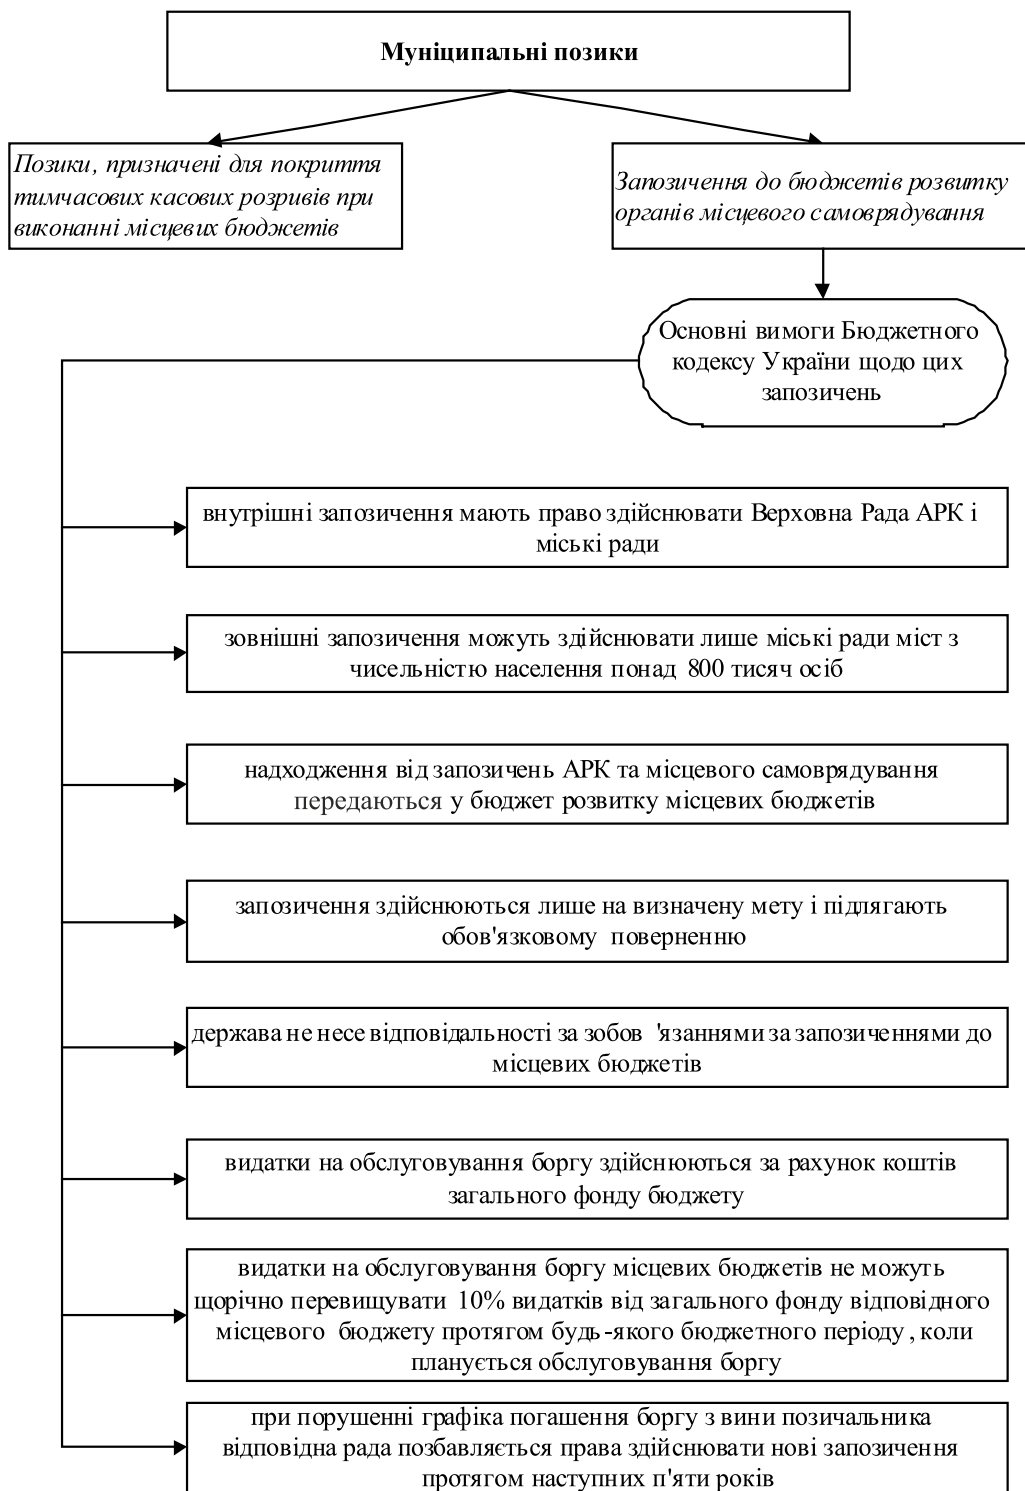 Муніципальні позики
Позики, призначені для покриття
тимчасових касових розривів при
виконанні місцевих бюджетів
Запозичення до бюджетів розвитку
органів місцевого самоврядування
Основні вимоги Бюджетного
кодексу України щодо цих
запозичень
внутрішні запозичення мають право здійснювати Верховна Рада АРК і
міські ради
зовнішні запозичення можуть здійснювати лише міські ради міст з
чисельністю населення понад 800 тисяч осіб
надходження від запозичень АРК та місцевого самоврядування
передаються у бюджет розвитку місцевих бюджетів
запозичення здійснюються лише на визначену мету і підлягають
обов'язковому поверненню
держава не несе відповідальності за зобов 'язаннями за запозиченнями до
місцевих бюджетів
видатки на обслуговування боргу здійснюються за рахунок коштів
загального фонду бюджету
видатки на обслуговування боргу місцевих бюджетів не можуть
щорічно перевищувати 10% видатків від загального фонду відповідного
місцевого бюджету протягом будь-якого бюджетного періоду, коли
планується обслуговування боргу
при порушенні графіка погашення боргу з вини позичальника
відповідна рада позбавляється права здійснювати нові запозичення
протягом наступних п'яти років